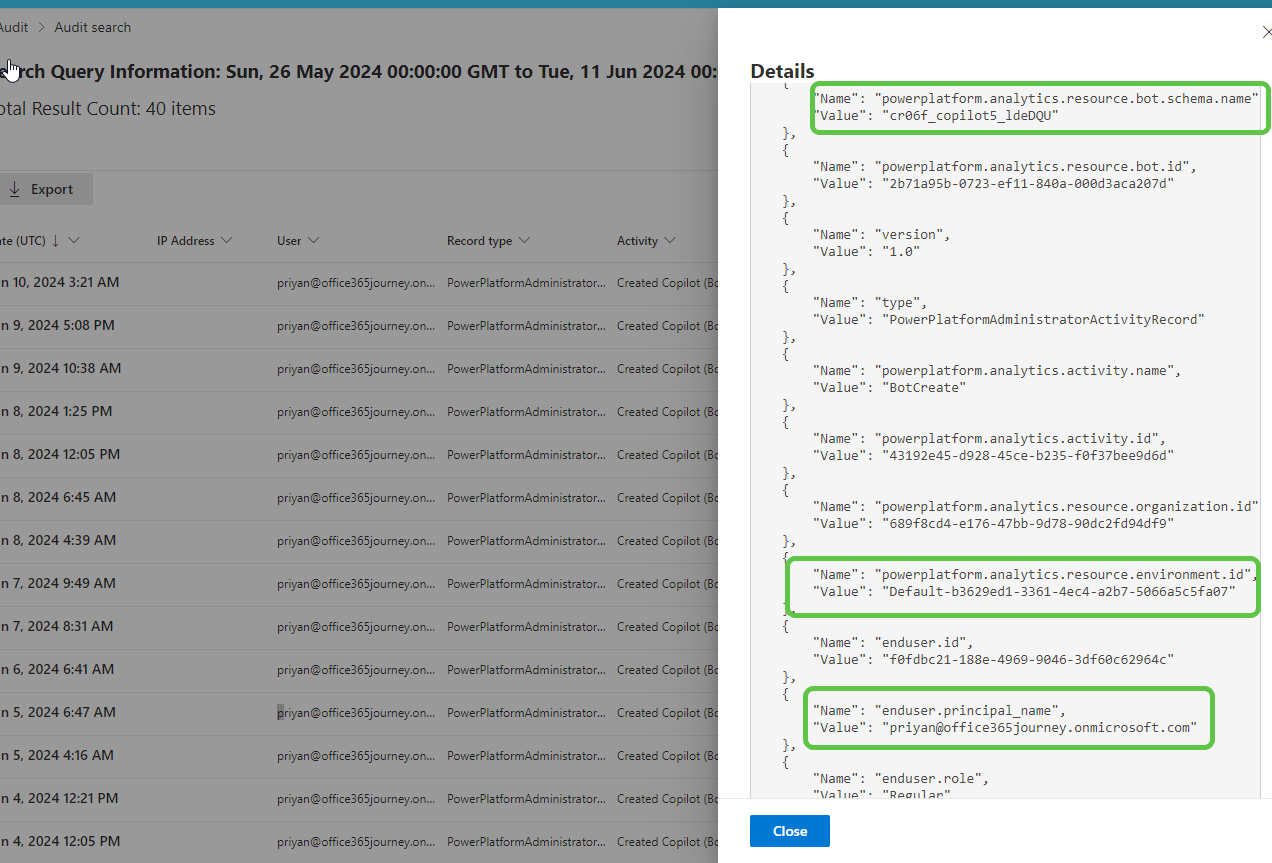 Audit > Audit search
rch Query Information: Sun, 26 May 2024 00:00:00 GMT to Tue, 11 Jun 2024 00:
otal Result Count: 40 items
Export
te (UTC) ↓ IP Address User Record type Activity
n 10, 2024 3:21 AM priyan@office365journey.on... PowerPlatformAdministrator... Created Copilot (Bo
n 9, 2024 5:08 PM priyan@office365journey.on... PowerPlatformAdministrator... Created Copilot (Bo
n 9, 2024 10:38 AM priyan@office365journey.on... PowerPlatformAdministrator... Created Copilot (Bo
n 8, 2024 1:25 PM priyan@office365journey.on... PowerPlatformAdministrator... Created Copilot (Bo
n 8, 2024 12:05 PM priyan@office365journey.on... PowerPlatformAdministrator... Created Copilot (Bo
n 8, 2024 6:45 AM priyan@office365journey.on... PowerPlatformAdministrator... Created Copilot (Bo
n 8, 2024 4:39 AM priyan@office365journey.on... PowerPlatformAdministrator... Created Copilot (Bo
n 7, 2024 9:49 AM priyan@office365journey.on... PowerPlatformAdministrator... Created Copilot (Bo
n 7, 2024 8:31 AM priyan@office365journey.on... PowerPlatformAdministrator... Created Copilot (Bo
n 6, 2024 6:41 AM priyan@office365journey.on... PowerPlatformAdministrator... Created Copilot (Bo
n 5, 2024 6:47 AM priyan@office365journey.on... PowerPlatformAdministrator... Created Copilot (Bo
n 5, 2024 4:16 AM priyan@office365journey.on... PowerPlatformAdministrator... Created Copilot (Bo
n 4, 2024 12:21 PM priyan@office365journey.on... PowerPlatformAdministrator... Created Copilot (Bo
n 4, 2024 12:05 PM priyan@office365journey.on... PowerPlatformAdministrator... Created Copilot (Bo
Details
{
"Name": "powerplatform.analytics.resource.bot.schema.name"
"Value": "cr06f_copilot5_ldeDQU"
},
{
"Name": "powerplatform.analytics.resource.bot.id",
"Value": "2b71a95b-0723-ef11-840a-000d3aca207d"
},
{
"Name": "version",
"Value": "1.0"
},
{
"Name": "type",
"Value": "PowerPlatformAdministratorActivityRecord"
},
{
"Name": "powerplatform.analytics.activity.name",
"Value": "BotCreate"
},
{
"Name": "powerplatform.analytics.activity.id",
"Value": "43192e45-d928-45ce-b235-f0f37bee9d6d"
},
{
"Name": "powerplatform.analytics.resource.organization.id"
"Value": "689f8cd4-e176-47bb-9d78-90dc2fd94df9"
},
{
"Name": "powerplatform.analytics.resource.environment.id",
"Value": "Default-b3629ed1-3361-4ec4-a2b7-5066a5c5fa07"
},
{
"Name": "enduser.id",
"Value": "f0fdbc21-188e-4969-9046-3df60c62964c"
},
{
"Name": "enduser.principal_name",
"Value": "priyan@office365journey.onmicrosoft.com"
},
{
"Name": "enduser.role",
"Value": "Regular"
Close